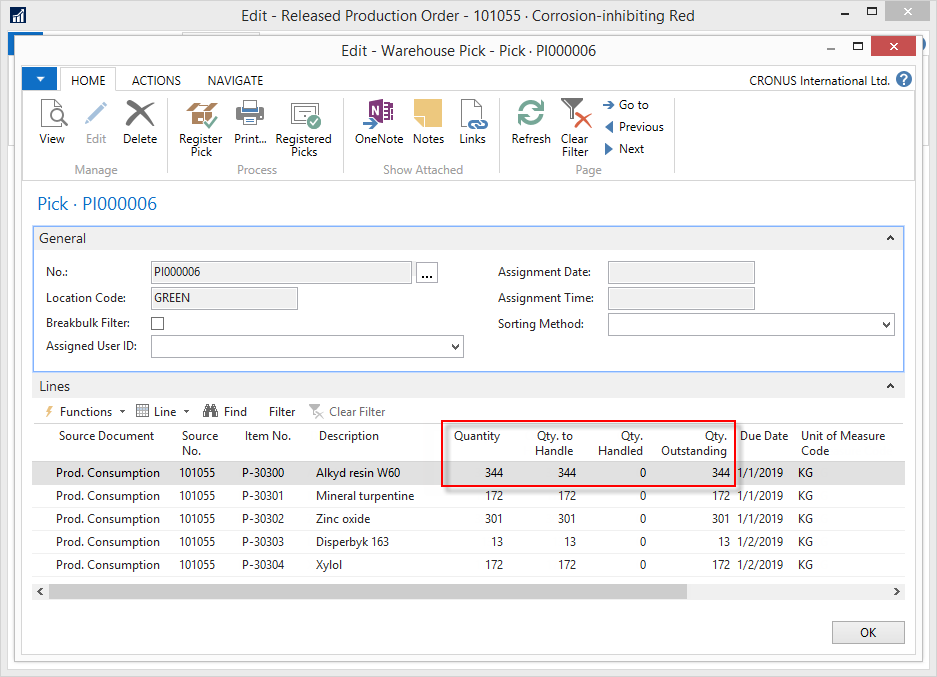 Edit - Released Production Order - 101055 · Corrosion-inhibiting Red
Edit - Warehouse Pick - Pick · PI000006
HOME ACTIONS NAVIGATE CRONUS International Ltd. ?
View Edit Delete Register Pick Print... Registered Picks OneNote Notes Links Refresh Clear Filter Go to
Previous
Next
Manage Process Show Attached Page
Pick · PI000006
General
No.: PI000006 ... Assignment Date:
Location Code: GREEN Assignment Time:
Breakbulk Filter: Sorting Method:
Assigned User ID:
Lines
Functions Line Find Filter Clear Filter
Source Document Source No. Item No. Description Quantity Qty. to Handle Qty. Handled Qty. Outstanding Due Date Unit of Measure Code
Prod. Consumption 101055 P-30300 Alkyd resin W60 344 344 0 344 1/1/2019 KG
Prod. Consumption 101055 P-30301 Mineral turpentine 172 172 0 172 1/1/2019 KG
Prod. Consumption 101055 P-30302 Zinc oxide 301 301 0 301 1/1/2019 KG
Prod. Consumption 101055 P-30303 Disperbyk 163 13 13 0 13 1/2/2019 KG
Prod. Consumption 101055 P-30304 Xylol 172 172 0 172 1/2/2019 KG
OK